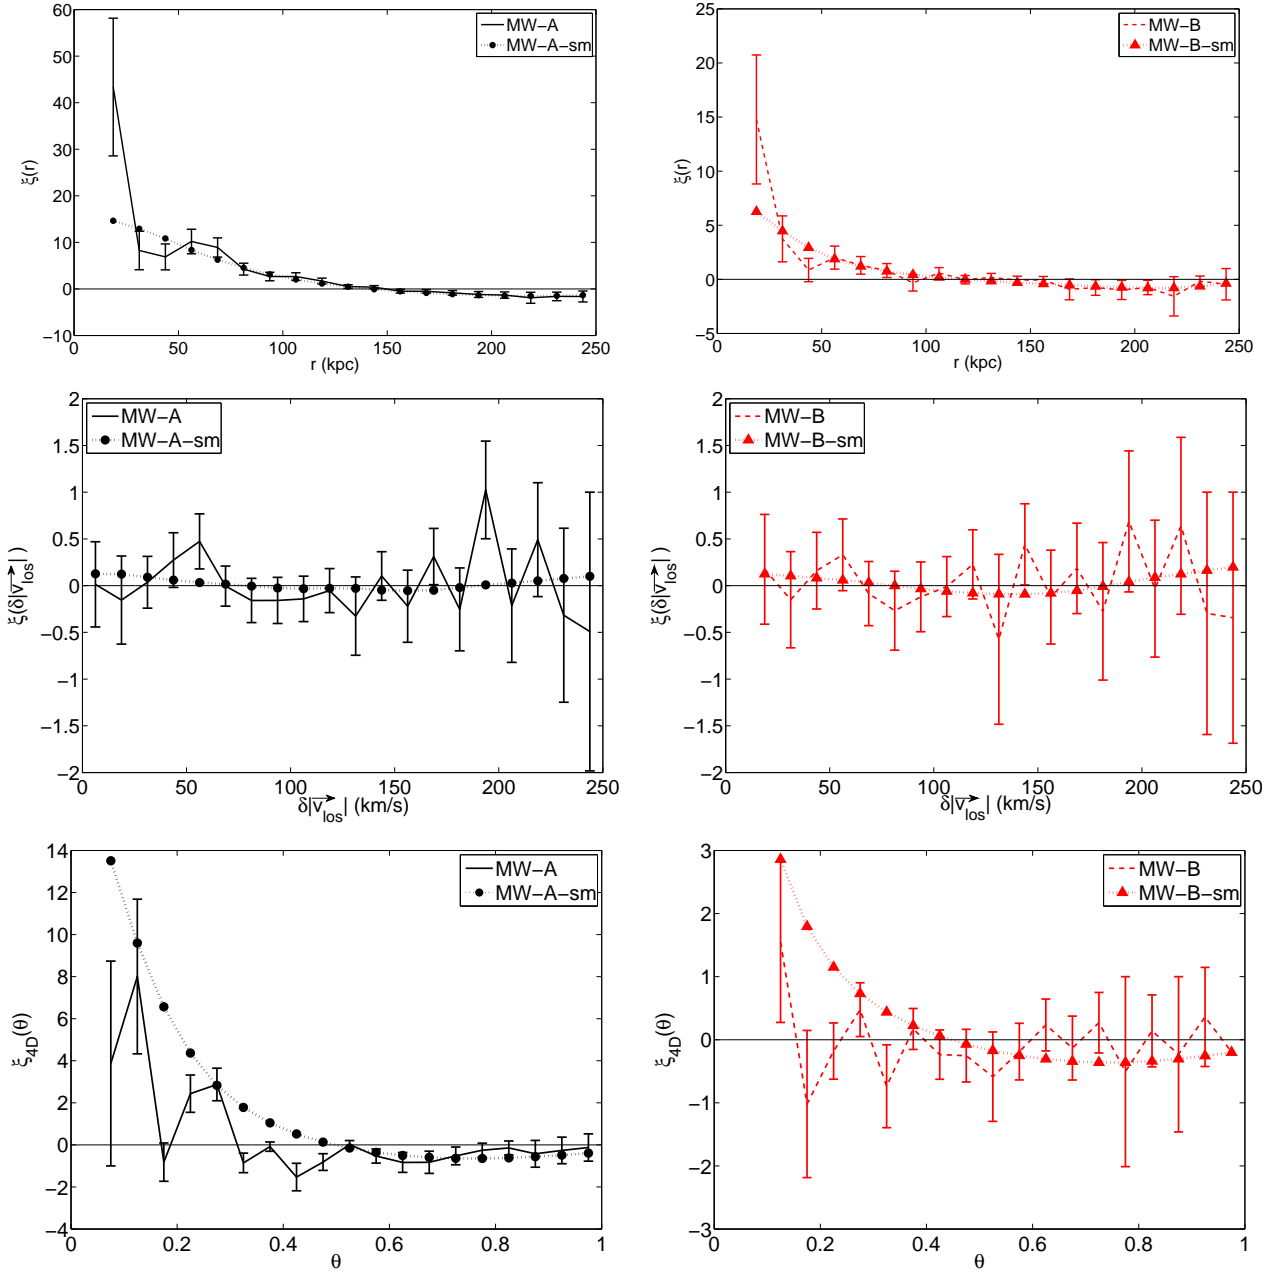 60
50
40
30
20
10
0
−10
ξ(r)
MW−A
MW−A−sm
0 50 100 150 200 250
r (kpc)
25
20
15
10
5
0
−5
ξ(r)
MW−B
MW−B−sm
0 50 100 150 200 250
r (kpc)
2
1.5
1
0.5
0
−0.5
−1
−1.5
−2
ξ(δ|v⃗los|)
MW−A
MW−A−sm
0 50 100 150 200 250
δ|v⃗los| (km/s)
2
1.5
1
0.5
0
−0.5
−1
−1.5
−2
ξ(δ|v⃗los|)
MW−B
MW−B−sm
0 50 100 150 200 250
δ|v⃗los| (km/s)
14
12
10
8
6
4
2
0
−2
−4
ξ4D(θ)
MW−A
MW−A−sm
0 0.2 0.4 0.6 0.8 1
θ
3
2
1
0
−1
−2
−3
ξ4D(θ)
MW−B
MW−B−sm
0 0.2 0.4 0.6 0.8 1
θ